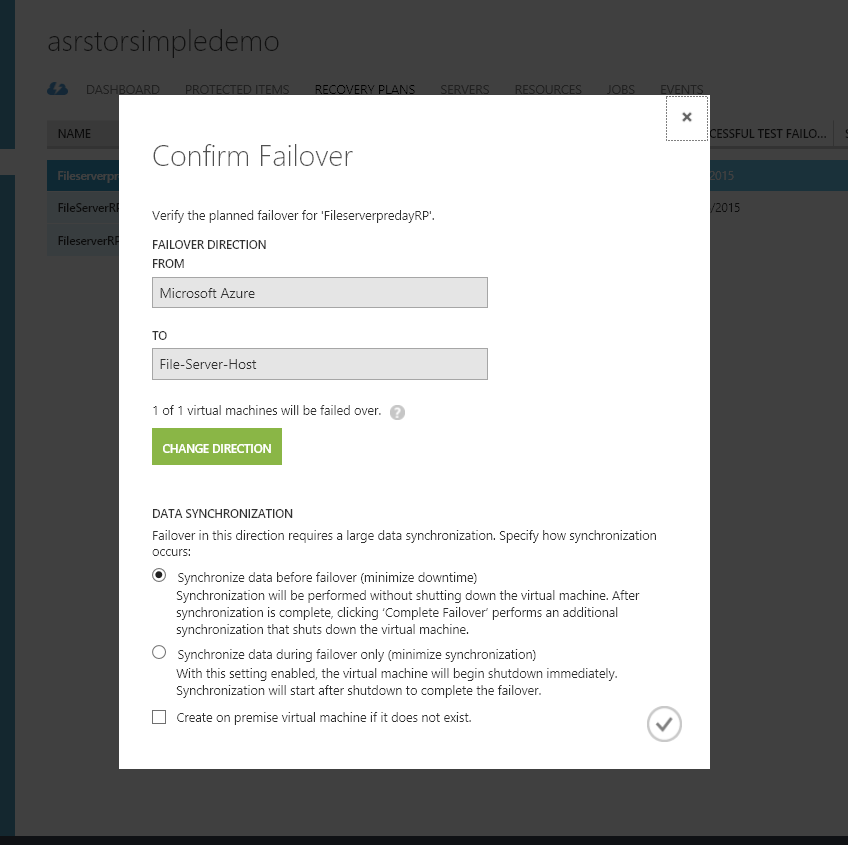 asrstorsimpledemo
DASHBOARD PROTECTED ITEMS RECOVERY PLANS SERVERS RESOURCES JOBS EVENTS
NAME
CESSFUL TEST FAILO...
Fileserverpr
2015
FileServerRP
/2015
FileserverRP
Confirm Failover
Verify the planned failover for 'FileserverpredayRP'.
FAILOVER DIRECTION
FROM
Microsoft Azure
TO
File-Server-Host
1 of 1 virtual machines will be failed over. ?
CHANGE DIRECTION
DATA SYNCHRONIZATION
Failover in this direction requires a large data synchronization. Specify how synchronization
occurs:
Synchronize data before failover (minimize downtime)
Synchronization will be performed without shutting down the virtual machine. After
synchronization is complete, clicking 'Complete Failover' performs an additional
synchronization that shuts down the virtual machine.
Synchronize data during failover only (minimize synchronization)
With this setting enabled, the virtual machine will begin shutdown immediately.
Synchronization will start after shutdown to complete the failover.
Create on premise virtual machine if it does not exist.